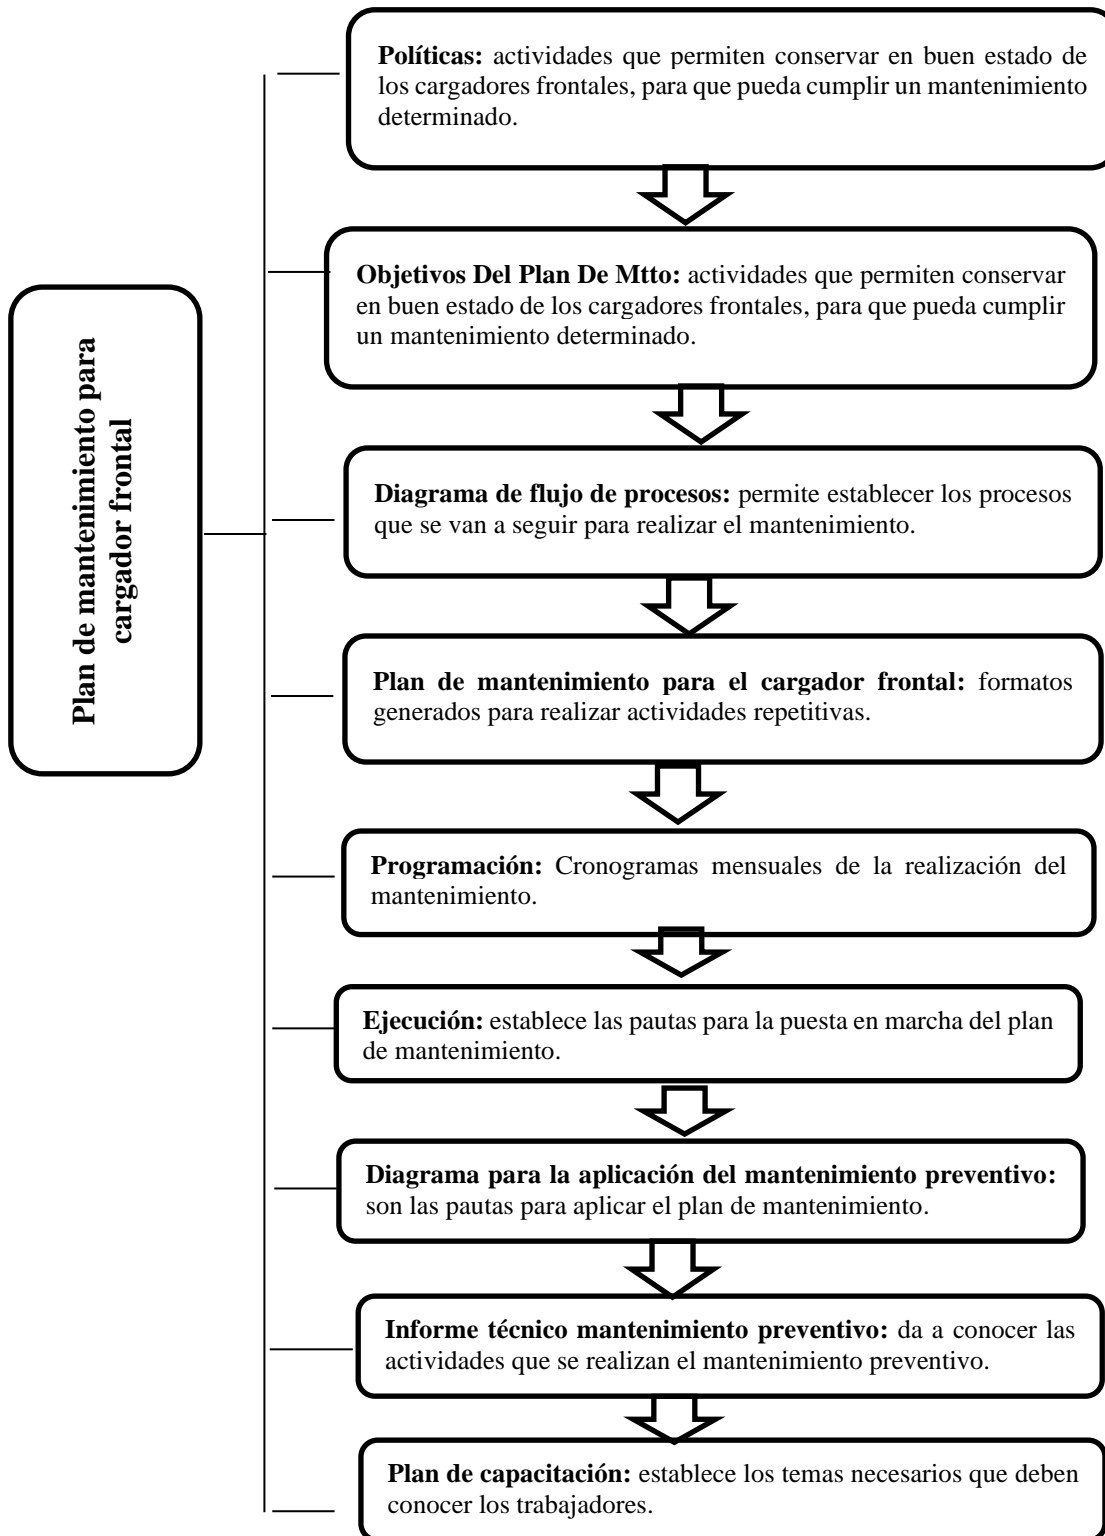 Plan de mantenimiento para
cargador frontal
Políticas: actividades que permiten conservar en buen estado de
los cargadores frontales, para que pueda cumplir un mantenimiento
determinado.
Objetivos Del Plan De Mtto: actividades que permiten conservar
en buen estado de los cargadores frontales, para que pueda cumplir
un mantenimiento determinado.
Diagrama de flujo de procesos: permite establecer los procesos
que se van a seguir para realizar el mantenimiento.
Plan de mantenimiento para el cargador frontal: formatos
generados para realizar actividades repetitivas.
Programación: Cronogramas mensuales de la realización del
mantenimiento.
Ejecución: establece las pautas para la puesta en marcha del plan
de mantenimiento.
Diagrama para la aplicación del mantenimiento preventivo:
son las pautas para aplicar el plan de mantenimiento.
Informe técnico mantenimiento preventivo: da a conocer las
actividades que se realizan el mantenimiento preventivo.
Plan de capacitación: establece los temas necesarios que deben
conocer los trabajadores.